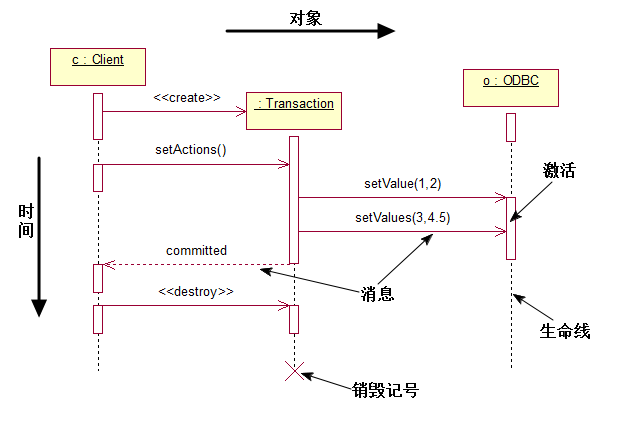 对象
c : Client
o : ODBC
<<create>>
: Transaction
setActions()
激活
setValue(1,2)
时
间
setValues(3,4.5)
committed
消息
<<destroy>>
生命线
销毁记号